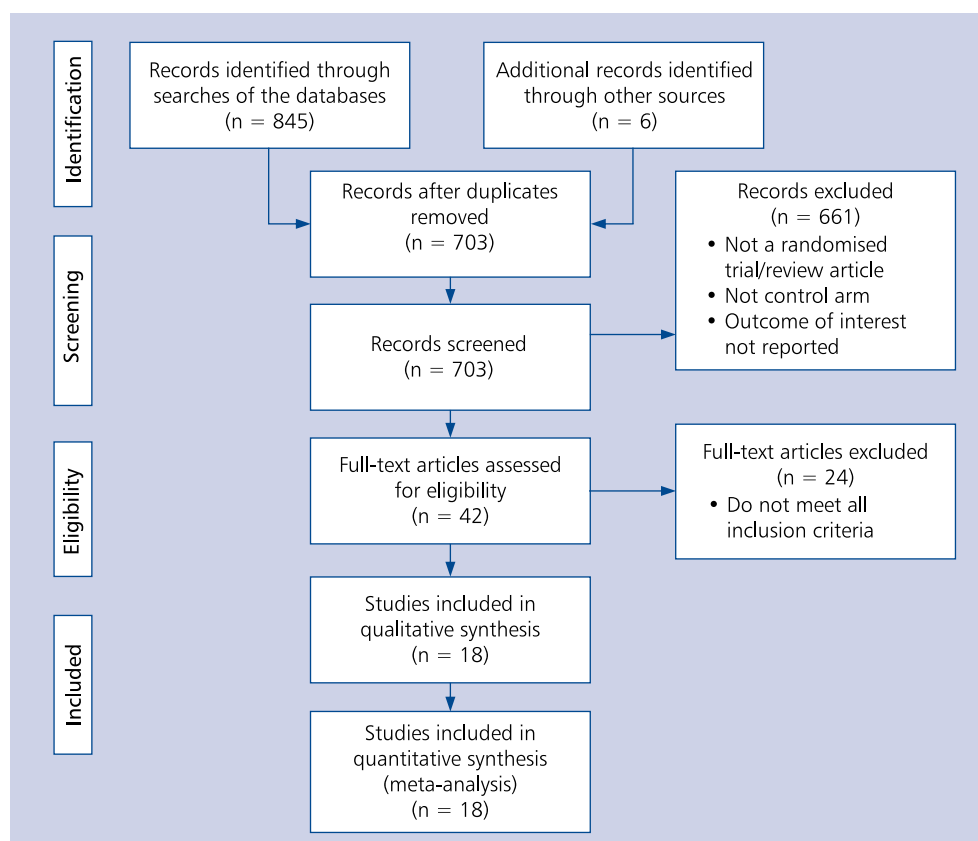 Identification
Records identified through
searches of the databases
(n = 845)
Additional records identified
through other sources
(n = 6)
Records after duplicates
removed
(n = 703)
Records excluded
(n = 661)
• Not a randomised
trial/review article
• Not control arm
• Outcome of interest
not reported
Screening
Records screened
(n = 703)
Eligibility
Full-text articles assessed
for eligibility
(n = 42)
Full-text articles excluded
(n = 24)
• Do not meet all
inclusion criteria
Included
Studies included in
qualitative synthesis
(n = 18)
Studies included in
quantitative synthesis
(meta-analysis)
(n = 18)